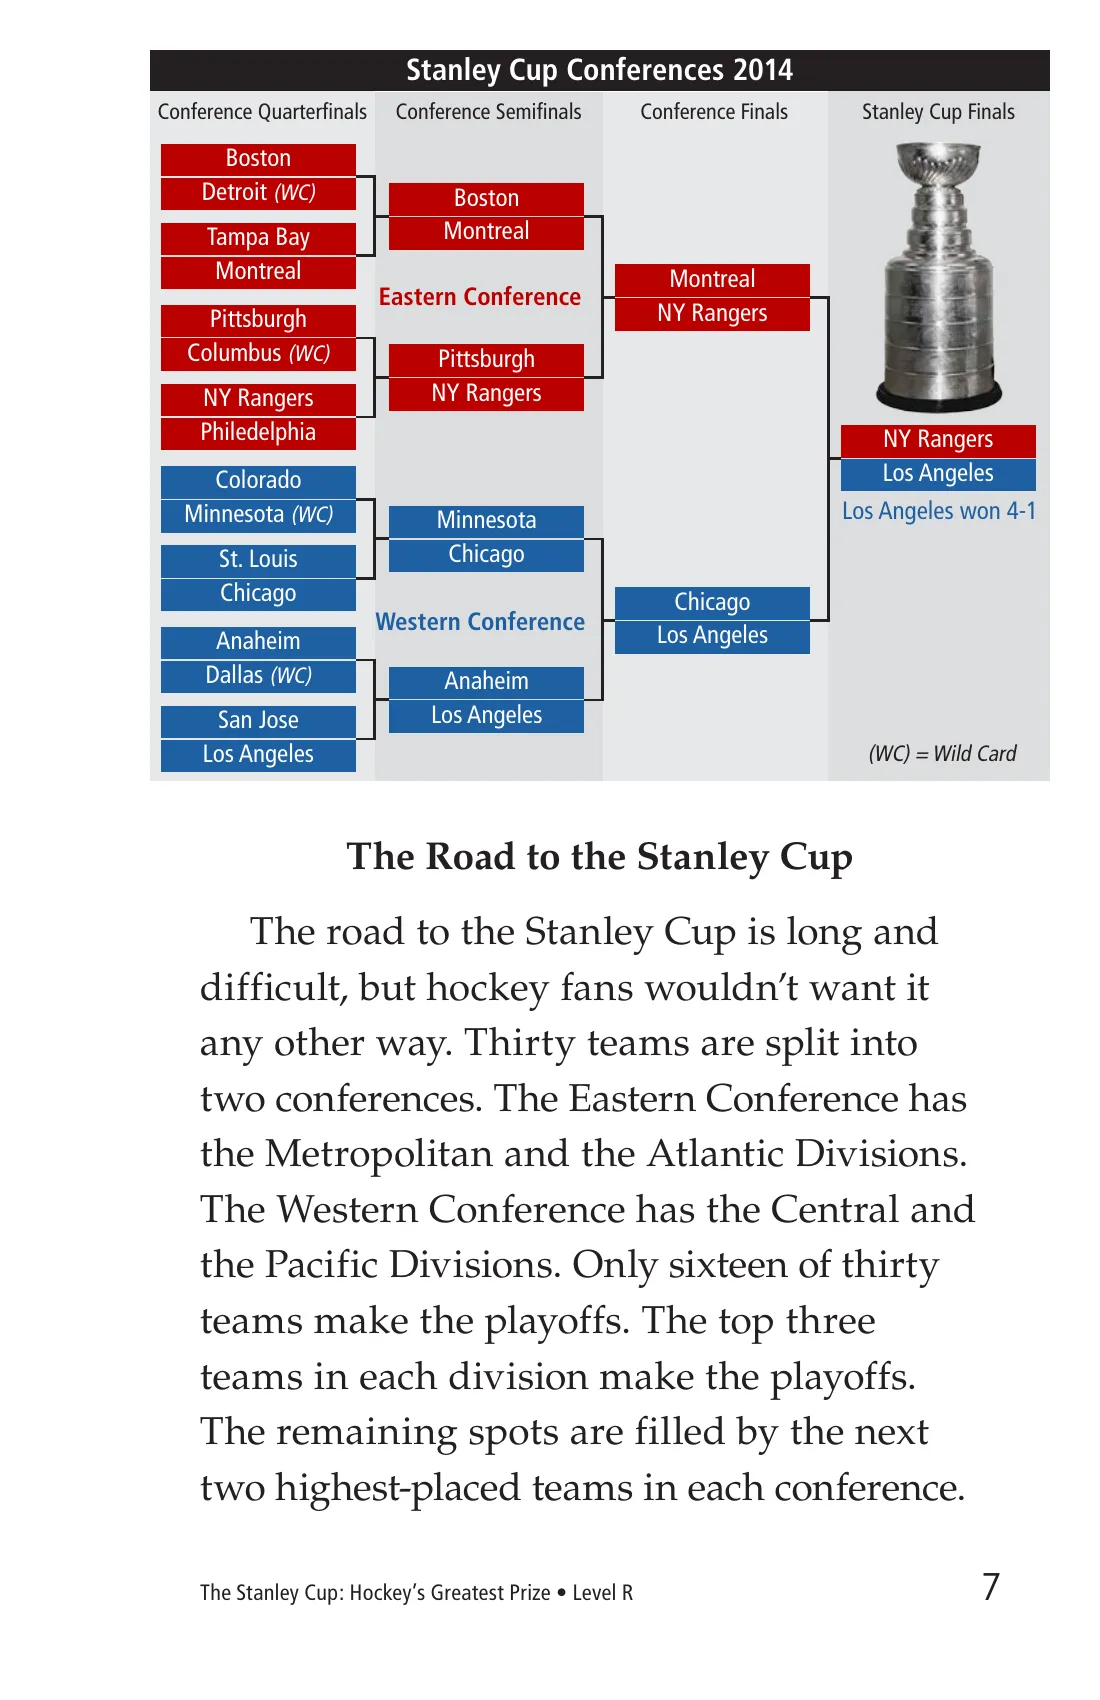 Stanley Cup Conferences 2014
Conference Quarterfinals
Conference Semifinals
Conference Finals
Stanley Cup Finals
Boston
Detroit (WC)
Tampa Bay
Montreal
Pittsburgh
Columbus (WC)
NY Rangers
Philedelphia
Colorado
Minnesota (WC)
St. Louis
Chicago
Anaheim
Dallas (WC)
San Jose
Los Angeles
Boston
Montreal
Eastern Conference
Pittsburgh
NY Rangers
Minnesota
Chicago
Western Conference
Anaheim
Los Angeles
Montreal
NY Rangers
Chicago
Los Angeles
NY Rangers
Los Angeles
Los Angeles won 4-1
(WC) = Wild Card
The Road to the Stanley Cup
The road to the Stanley Cup is long and
difficult, but hockey fans wouldn’t want it
any other way. Thirty teams are split into
two conferences. The Eastern Conference has
the Metropolitan and the Atlantic Divisions.
The Western Conference has the Central and
the Pacific Divisions. Only sixteen of thirty
teams make the playoffs. The top three
teams in each division make the playoffs.
The remaining spots are filled by the next
two highest-placed teams in each conference.
The Stanley Cup: Hockey’s Greatest Prize • Level R
7